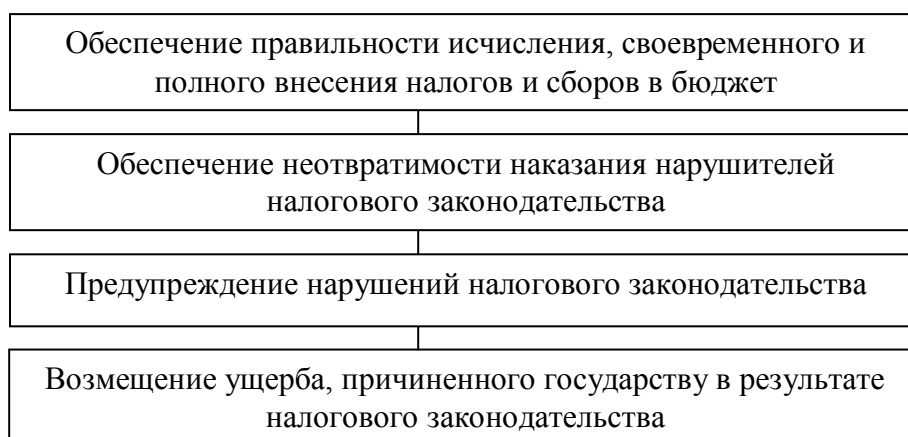 Обеспечение правильности исчисления, своевременного и
полного внесения налогов и сборов в бюджет
Обеспечение неотвратимости наказания нарушителей
налогового законодательства
Предупреждение нарушений налогового законодательства
Возмещение ущерба, причиненного государству в результате
налогового законодательства